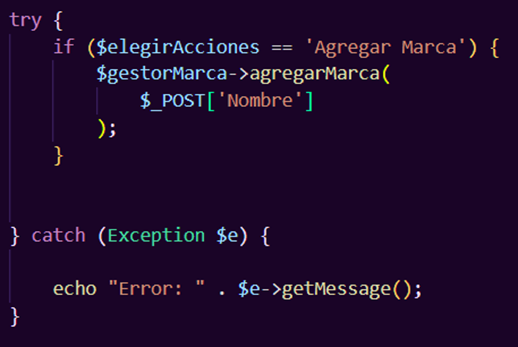 try {
if ($elegirAcciones == 'Agregar Marca') {
$gestorMarca->agregarMarca(
$_POST['Nombre']
);
}
} catch (Exception $e) {
echo "Error: " . $e->getMessage();
}